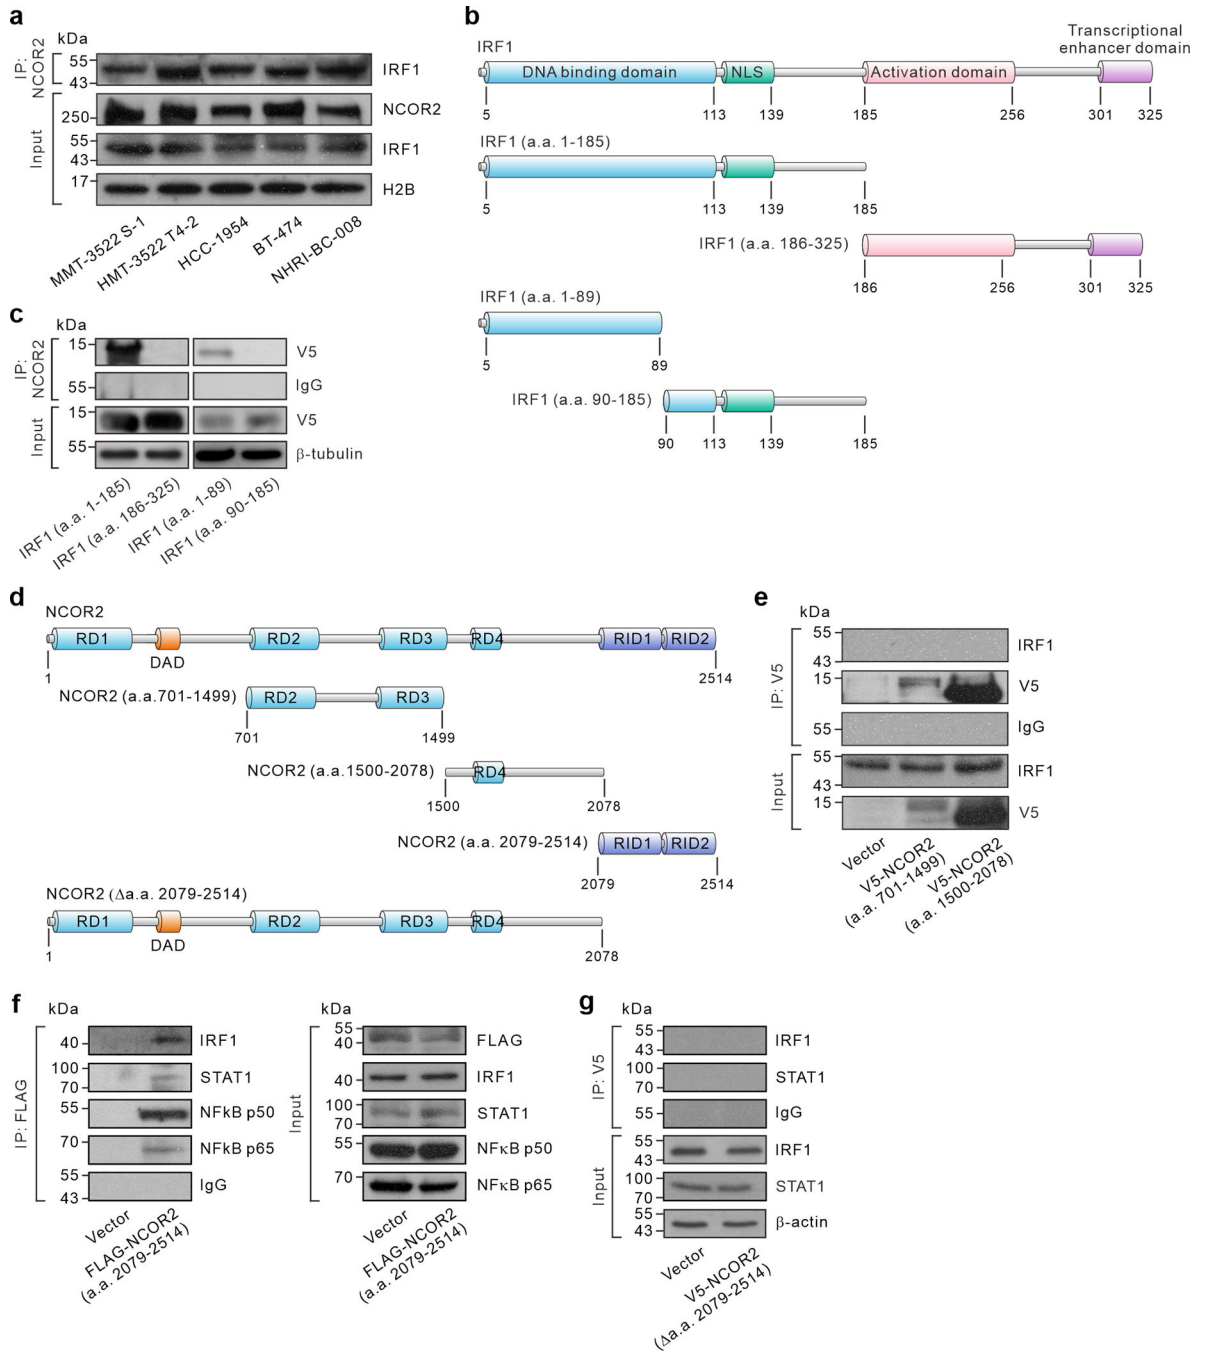 a
kDa
IP:
NCOR2
55
43
IRF1
Input
250
NCOR2
55
43
IRF1
17
H2B
MMT-3522 S-1
HMT-3522 T4-2
HCC-1954
BT-474
NHRI-BC-008
b
Transcriptional
enhancer domain
IRF1
DNA binding domain
NLS
Activation domain
5
113
139
185
256
301
325
IRF1 (a.a. 1-185)
5
113
139
185
IRF1 (a.a. 186-325)
186
256
301
325
IRF1 (a.a. 1-89)
5
89
IRF1 (a.a. 90-185)
90
113
139
185
c
kDa
IP:
NCOR2
15
V5
55
IgG
Input
15
V5
55
β-tubulin
IRF1 (a.a. 1-185)
IRF1 (a.a. 186-325)
IRF1 (a.a. 1-89)
IRF1 (a.a. 90-185)
d
NCOR2
RD1
DAD
RD2
RD3
RD4
RID1
RID2
1
2514
NCOR2 (a.a.701-1499)
RD2
RD3
701
1499
NCOR2 (a.a.1500-2078)
RD4
1500
2078
NCOR2 (a.a. 2079-2514)
RID1
RID2
2079
2514
NCOR2 (Δa.a. 2079-2514)
RD1
DAD
RD2
RD3
RD4
1
2078
e
kDa
IP: V5
55
43
IRF1
15
V5
55
IgG
Input
55
43
IRF1
15
V5
Vector
V5-NCOR2
(a.a. 701-1499)
V5-NCOR2
(a.a. 1500-2078)
f
kDa
IP: FLAG
40
IRF1
100
70
STAT1
55
NFkB p50
70
NFkB p65
55
43
IgG
Vector
FLAG-NCOR2
(a.a. 2079-2514)
kDa
Input
55
40
FLAG
40
IRF1
100
70
STAT1
55
NFκB p50
70
NFκB p65
Vector
FLAG-NCOR2
(a.a. 2079-2514)
g
kDa
IP: V5
55
43
IRF1
100
70
STAT1
55
IgG
Input
55
43
IRF1
100
70
STAT1
55
43
β-actin
Vector
V5-NCOR2
(Δa.a. 2079-2514)